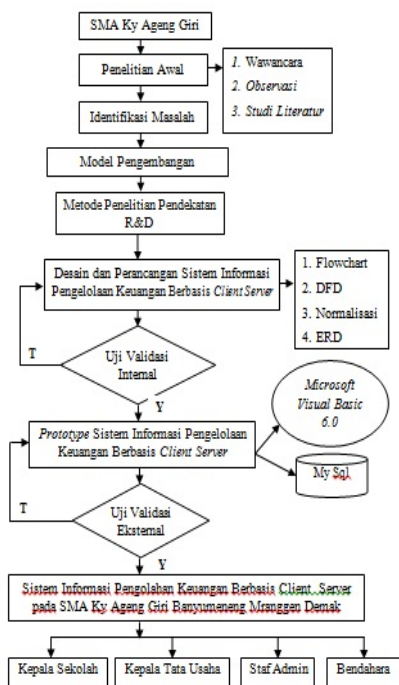 SMA Ky Ageng Giri
Penelitian Awal
1. Wawancara
2. Observasi
3. Studi Literatur
Identifikasi Masalah
Model Pengembangan
Metode Penelitian Pendekatan
R&D
Desain dan Perancangan Sistem Informasi
Pengelolaan Keuangan Berbasis Client Server
1. Flowchart
2. DFD
3. Normalisasi
4. ERD
T
Uji Validasi
Internal
Y
Microsoft
Visual Basic
6.0
Prototype Sistem Informasi Pengelolaan
Keuangan Berbasis Client Server
My Sql
T
Uji Validasi
Eksternal
Y
Sistem Informasi Pengolahan Keuangan Berbasis Client Server
pada SMA Ky Ageng Giri Banyumeneng Mranggen Demak
Kepala Sekolah
Kepala Tata Usaha
Staf Admin
Bendahara